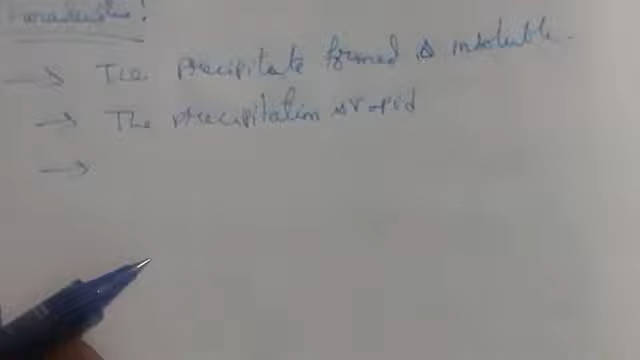 → The precipitate formed is insoluble.
→ The precipitation is rapid
→